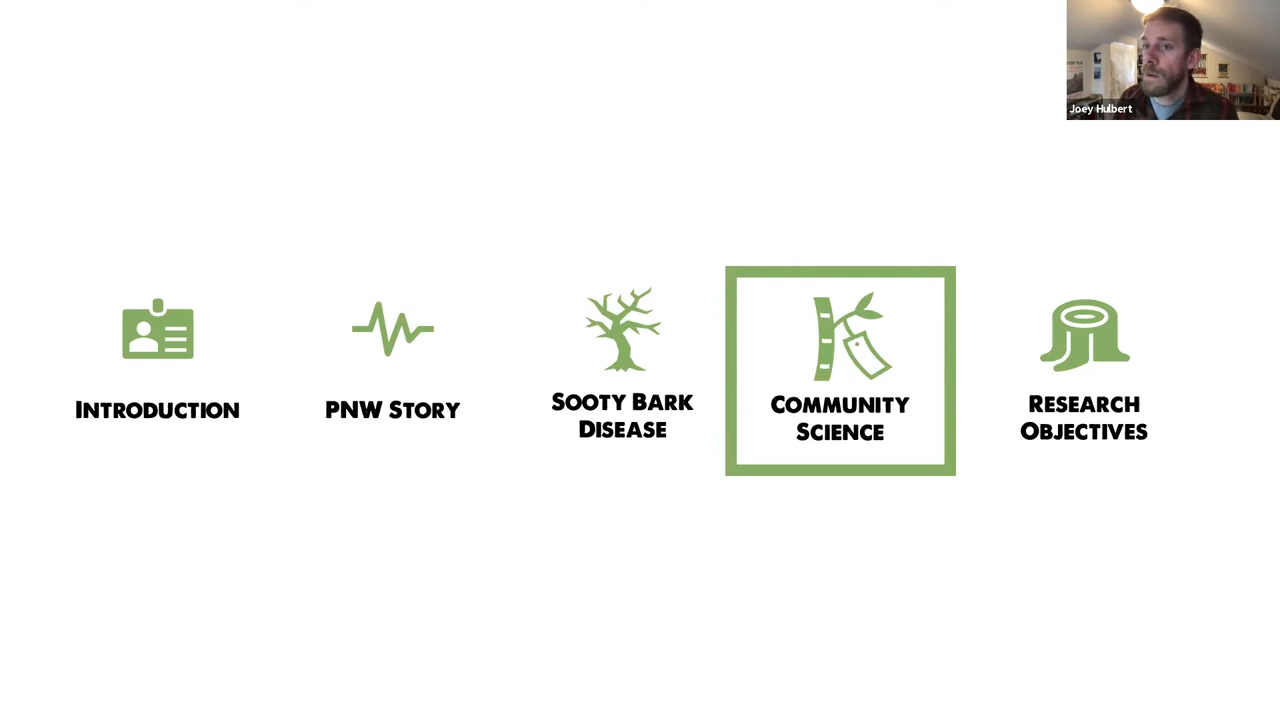 Joey Hulbert
INTRODUCTION
PNW STORY
SOOTY BARK
DISEASE
COMMUNITY
SCIENCE
RESEARCH
OBJECTIVES